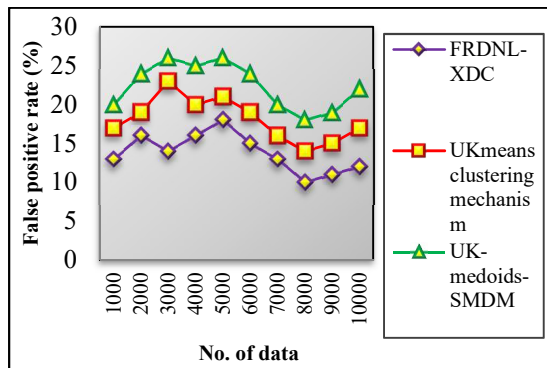 False positive rate (%)
30
25
20
15
10
5
0
1000
2000
3000
4000
5000
6000
7000
8000
9000
10000
No. of data
FRDNL-
XDC
UKmeans
clustering
mechanis
m
UK-
medoids-
SMDM